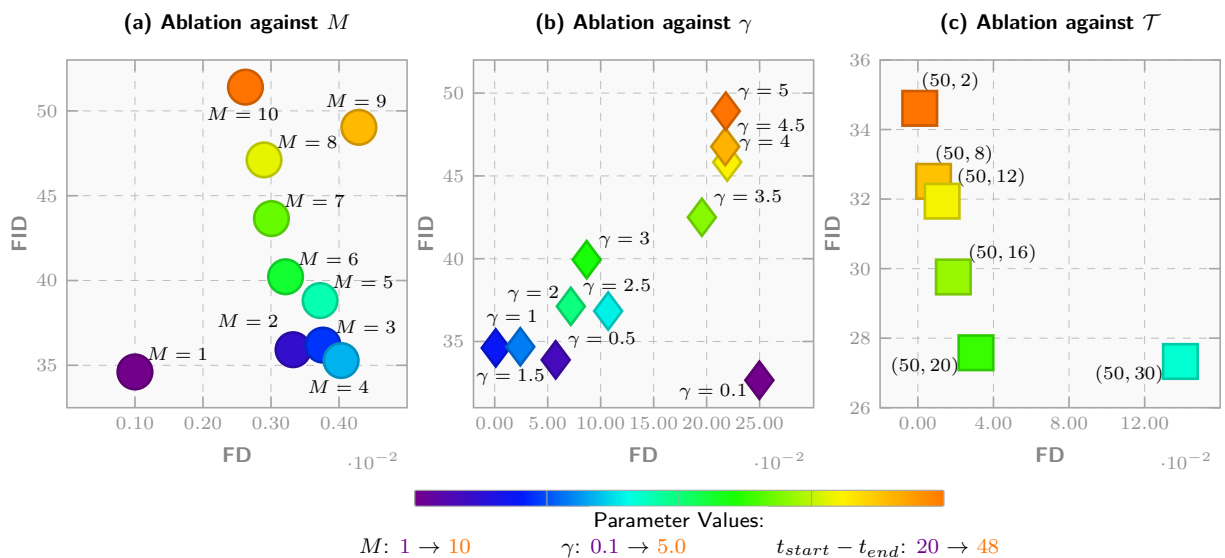 (a) Ablation against M
(b) Ablation against γ
(c) Ablation against 𝒯
FID
50
45
40
35
0.10 0.20 0.30 0.40
FD
·10⁻²
M = 10
M = 9
M = 8
M = 7
M = 6
M = 5
M = 2
M = 3
M = 1
M = 4
FID
50
45
40
35
0.00 5.00 10.00 15.00 20.00 25.00
FD
·10⁻²
γ = 5
γ = 4.5
γ = 4
γ = 3.5
γ = 3
γ = 2
γ = 2.5
γ = 1
γ = 0.5
γ = 1.5
γ = 0.1
FID
36
34
32
30
28
26
0.00 4.00 8.00 12.00
FD
·10⁻²
(50, 2)
(50, 8)
(50, 12)
(50, 16)
(50, 20)
(50, 30)
Parameter Values:
M: 1 → 10 γ: 0.1 → 5.0 t_start − t_end: 20 → 48